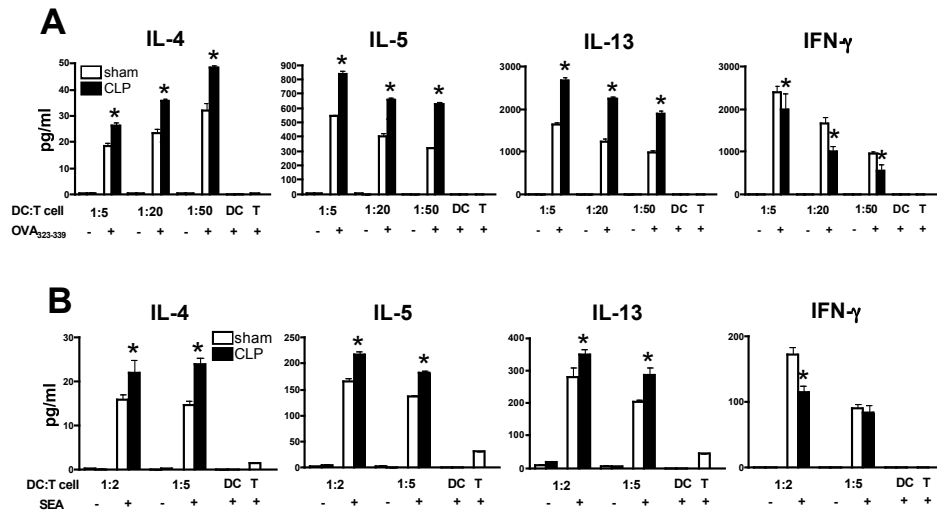 A
IL-4
IL-5
IL-13
IFN-γ
pg/ml
sham
CLP
50
40
30
20
10
0
900
800
700
600
500
400
300
200
100
0
3000
2000
1000
0
3000
2000
1000
0
* * *
* * *
* * *
* * *
DC:T cell 1:5 1:20 1:50 DC T
1:5 1:20 1:50 DC T
1:5 1:20 1:50 DC T
1:5 1:20 1:50 DC T
OVA323-339 - + - + - + + +
- + - + - + + +
- + - + - + + +
- + - + - + + +
B
IL-4
IL-5
IL-13
IFN-γ
pg/ml
sham
CLP
30
20
10
0
250
200
150
100
50
0
400
300
200
100
0
200
100
0
* *
* *
* *
*
DC:T cell 1:2 1:5 DC T
1:2 1:5 DC T
1:2 1:5 DC T
1:2 1:5 DC T
SEA - + - + + +
- + - + + +
- + - + + +
- + - + + +